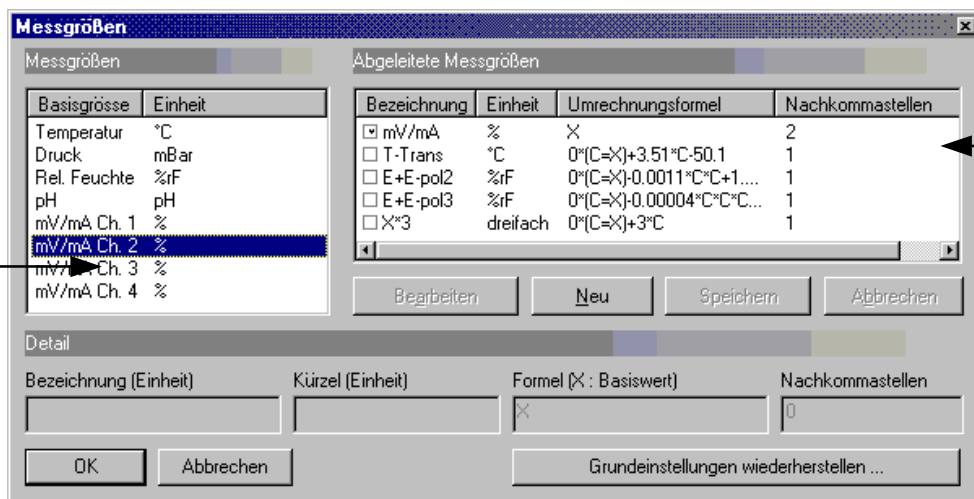 Messgrößen
Messgrößen
Basisgrösse Einheit
Temperatur °C
Druck mBar
Rel. Feuchte %rF
pH pH
mV/mA Ch. 1 %
mV/mA Ch. 2 %
mV/mA Ch. 3 %
mV/mA Ch. 4 %
Abgeleitete Messgrößen
Bezeichnung Einheit Umrechnungsformel Nachkommastellen
mV/mA % X 2
T-Trans °C 0*(C=X)+3.51*C-50.1 1
E+E-pol2 %rF 0*(C=X)-0.0011*C*C+1.... 1
E+E-pol3 %rF 0*(C=X)-0.00004*C*C*C... 1
X*3 dreifach 0*(C=X)+3*C 1
Bearbeiten Neu Speichern Abbrechen
Detail
Bezeichnung (Einheit) Kürzel (Einheit) Formel (X : Basiswert) Nachkommastellen
X 0
OK Abbrechen Grundeinstellungen wiederherstellen ...